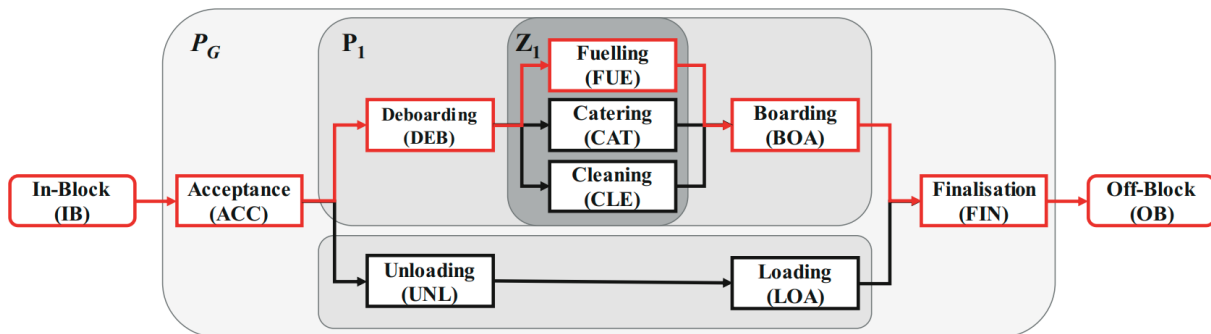 P_G
P_1
Z_1
Fuelling
(FUE)
Deboarding
(DEB)
Catering
(CAT)
Boarding
(BOA)
Cleaning
(CLE)
In-Block
(IB)
Acceptance
(ACC)
Finalisation
(FIN)
Off-Block
(OB)
Unloading
(UNL)
Loading
(LOA)